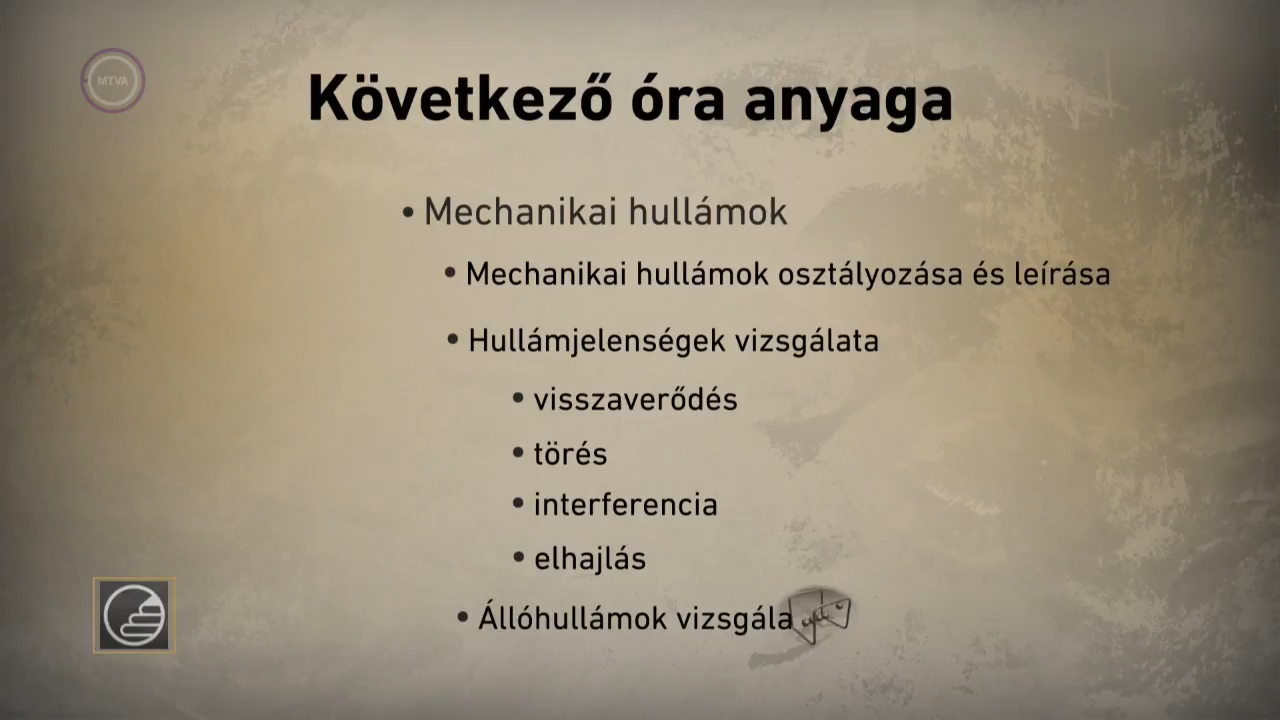 MTVA
Következő óra anyaga
• Mechanikai hullámok
• Mechanikai hullámok osztályozása és leírása
• Hullámjelenségek vizsgálata
• visszaverődés
• törés
• interferencia
• elhajlás
• Állóhullámok vizsgála